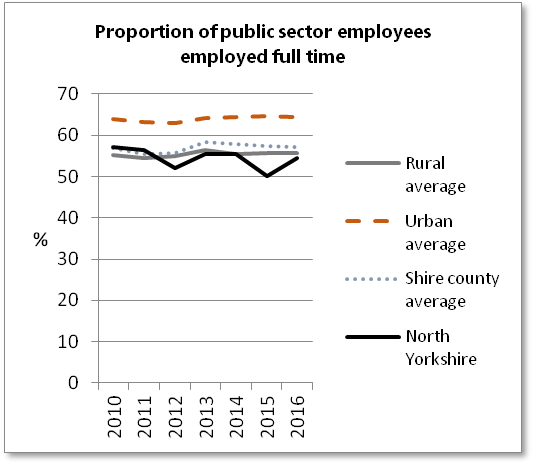 Proportion of public sector employees
employed full time
70
60
50
40
30
20
10
0
%
2010
2011
2012
2013
2014
2015
2016
Rural
average
Urban
average
Shire county
average
North
Yorkshire